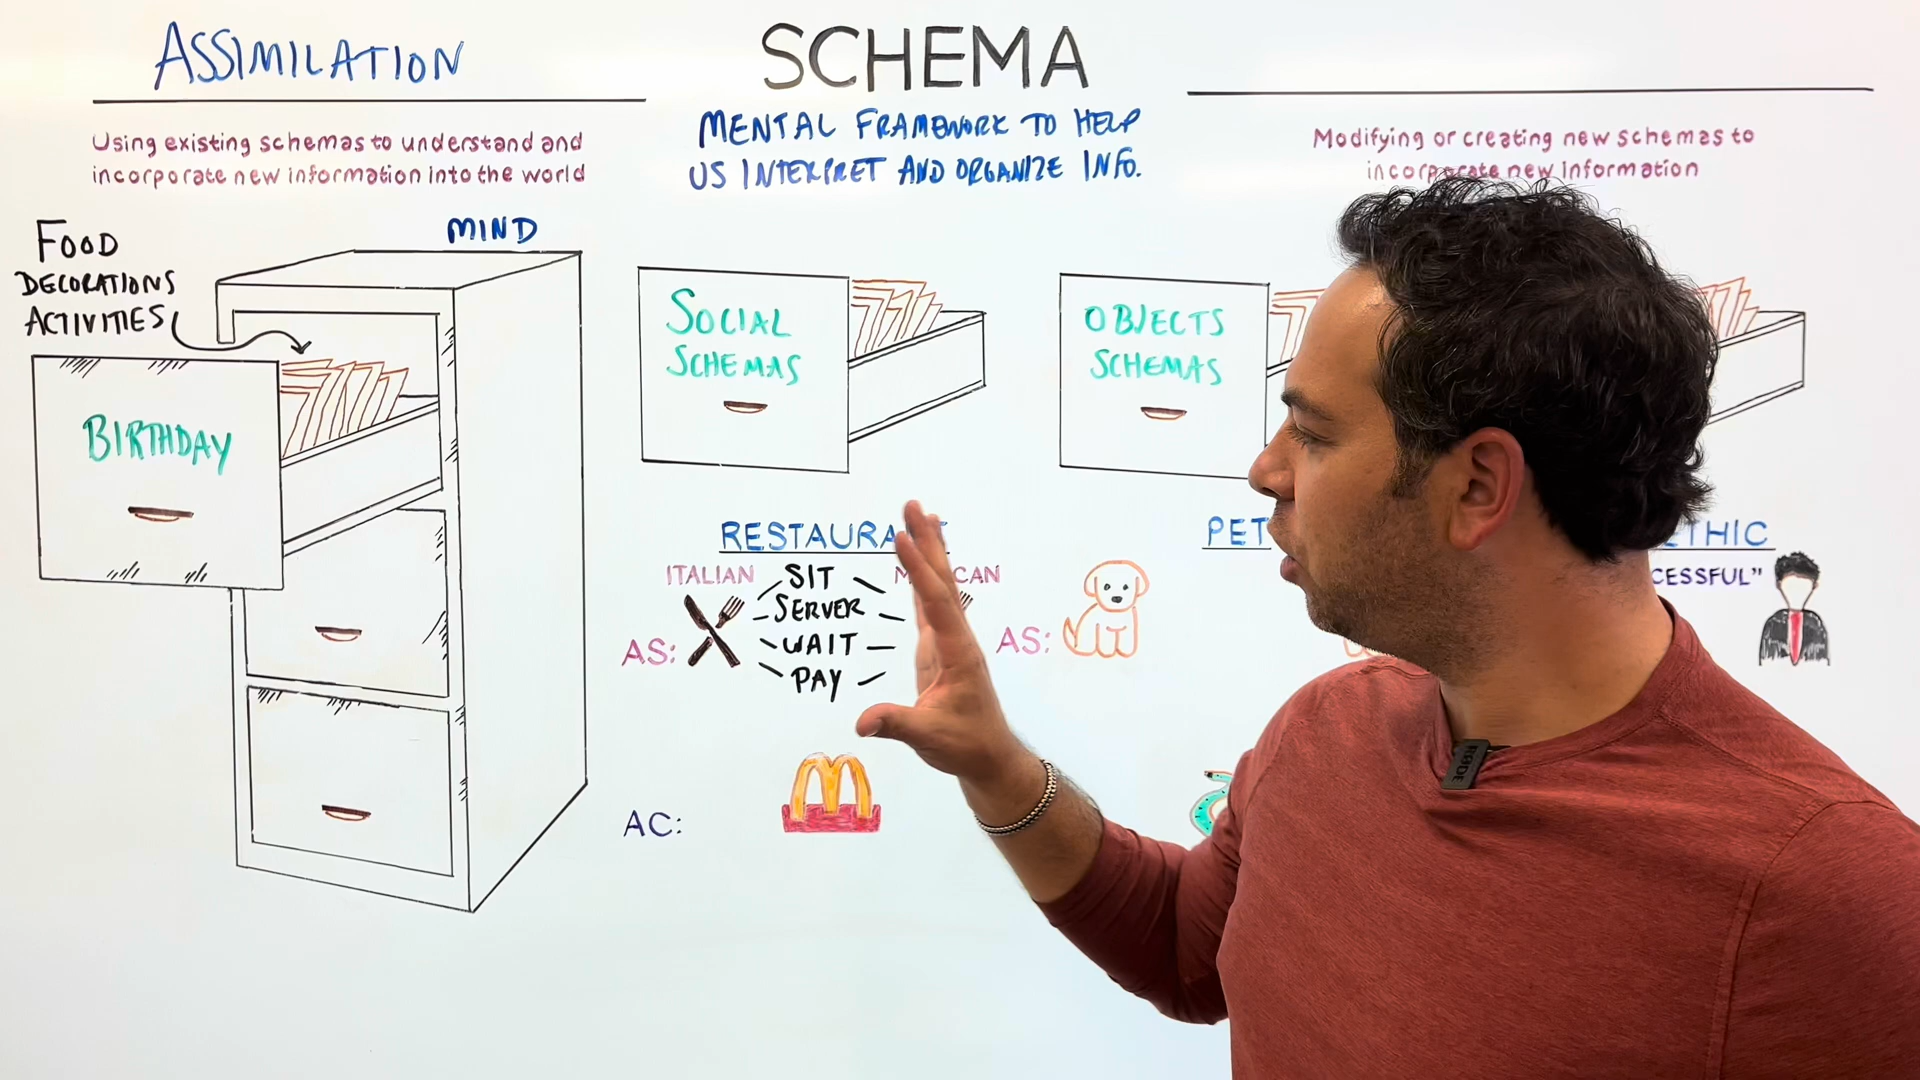 ASSIMILATION
SCHEMA
Using existing schemas to understand and
incorporate new information into the world
MENTAL FRAMEWORK TO HELP
US INTERPRET AND ORGANIZE INFO.
Modifying or creating new schemas to
incorporate new information
FOOD
DECORATIONS
ACTIVITIES
MIND
BIRTHDAY
SOCIAL
SCHEMAS
OBJECTS
SCHEMAS
RESTAURANT
ITALIAN
SIT
SERVER
WAIT
PAY
AS:
AC:
PET
AS:
ETHIC
CESSFUL"
RØDE